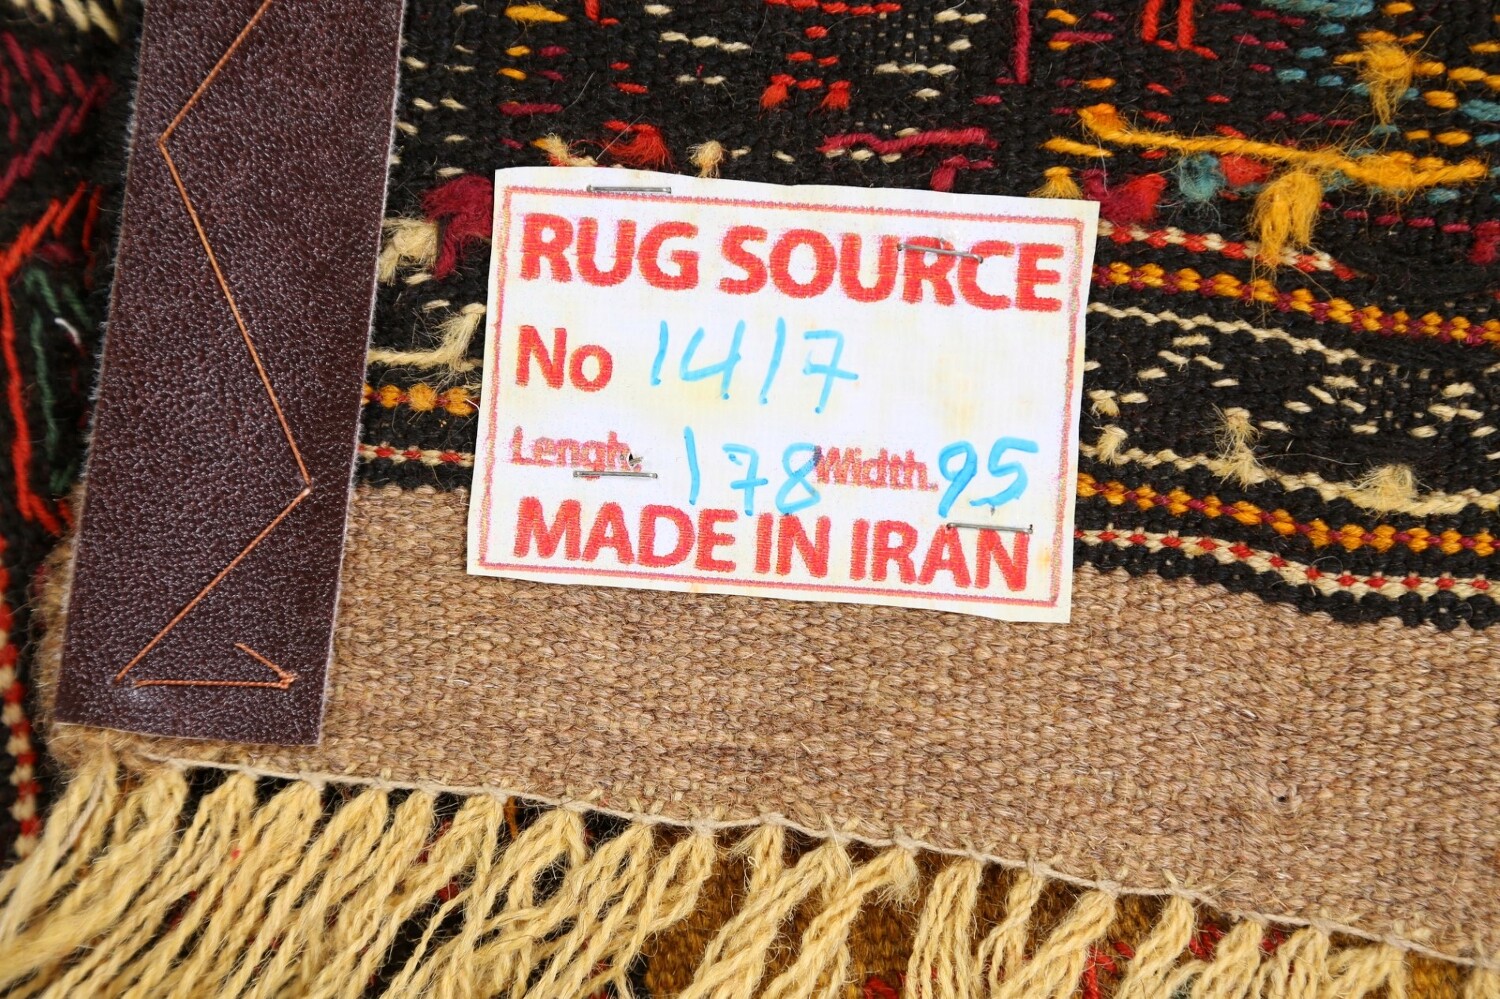 RUG SOURCE
No 1417
Lengh. 178 Width. 95
MADE IN IRAN